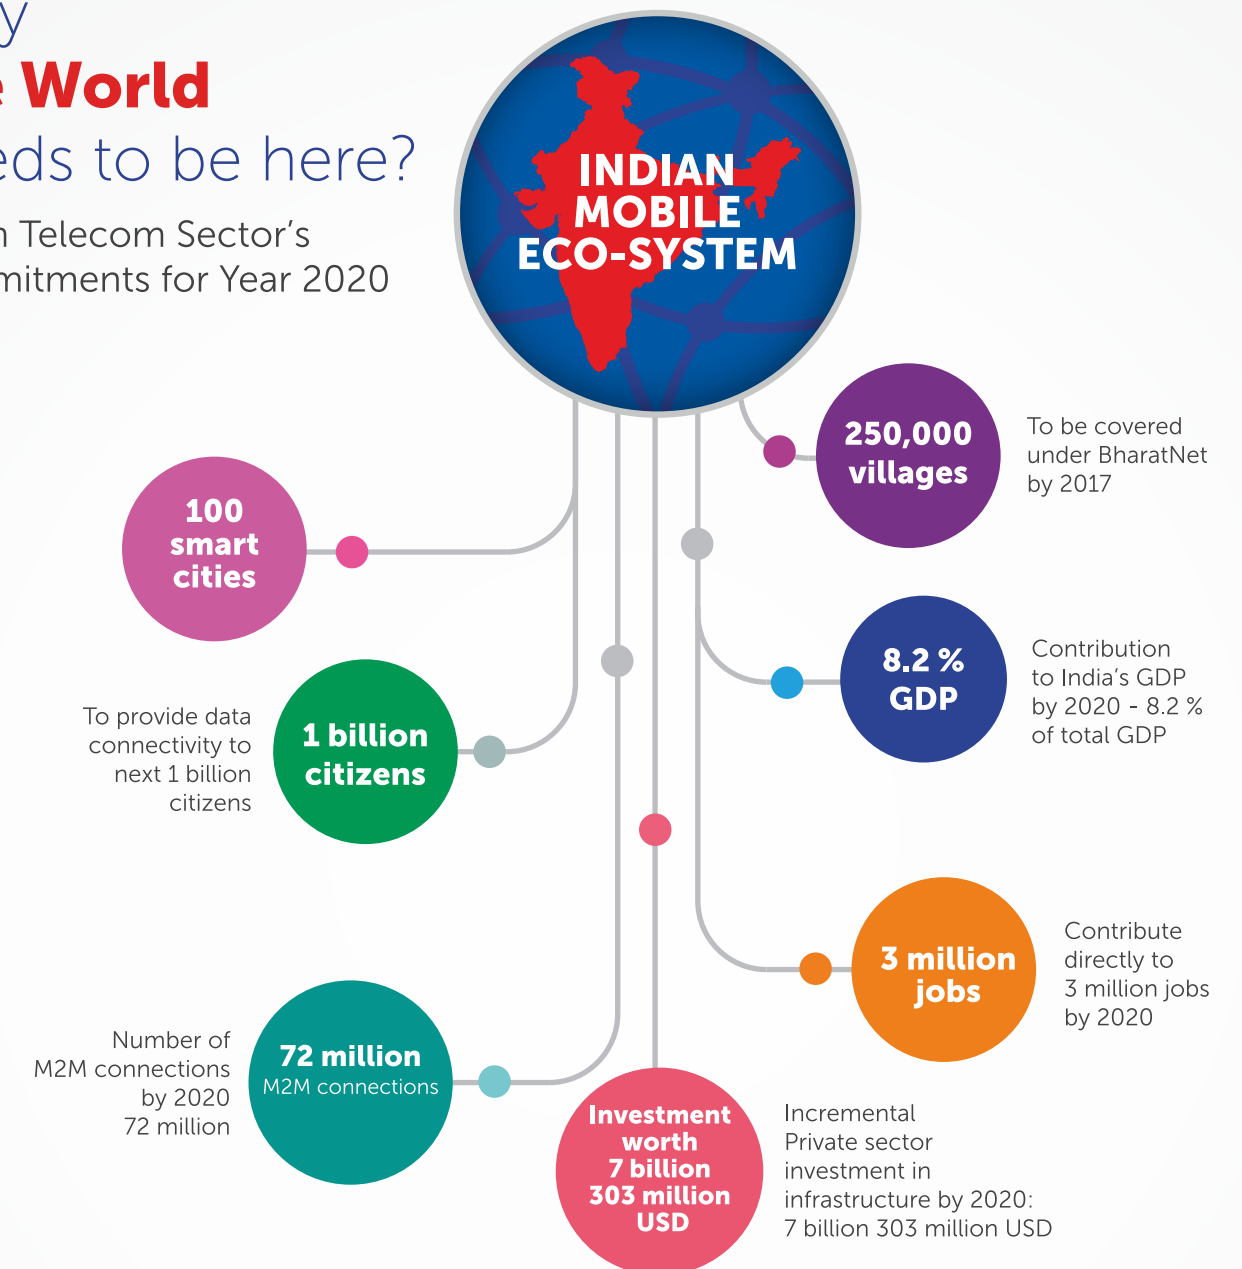 y
e World
eds to be here?
n Telecom Sector's
mitments for Year 2020
INDIAN
MOBILE
ECO-SYSTEM
250,000
villages
To be covered
under BharatNet
by 2017
100
smart
cities
8.2 %
GDP
Contribution
to India's GDP
by 2020 - 8.2 %
of total GDP
To provide data
connectivity to
next 1 billion
citizens
1 billion
citizens
3 million
jobs
Contribute
directly to
3 million jobs
by 2020
Number of
M2M connections
by 2020
72 million
72 million
M2M connections
Investment
worth
7 billion
303 million
USD
Incremental
Private sector
investment in
infrastructure by 2020:
7 billion 303 million USD